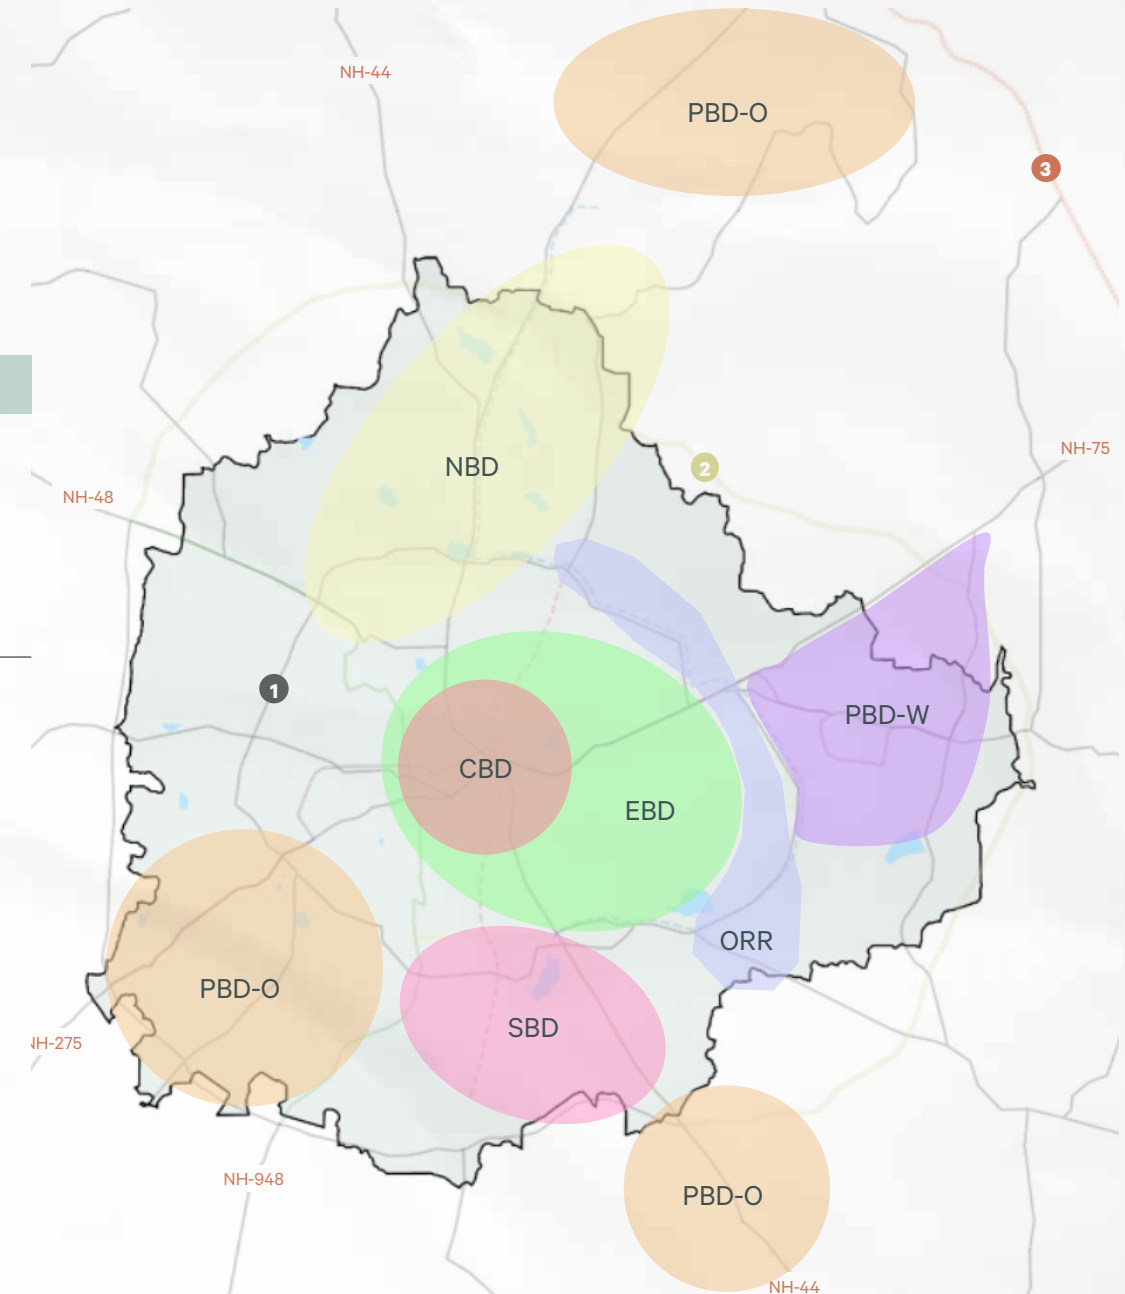 NH-44
PBD-O
3
NH-75
NBD
2
NH-48
1
PBD-W
CBD
EBD
ORR
PBD-O
SBD
NH-275
NH-948
PBD-O
NH-44